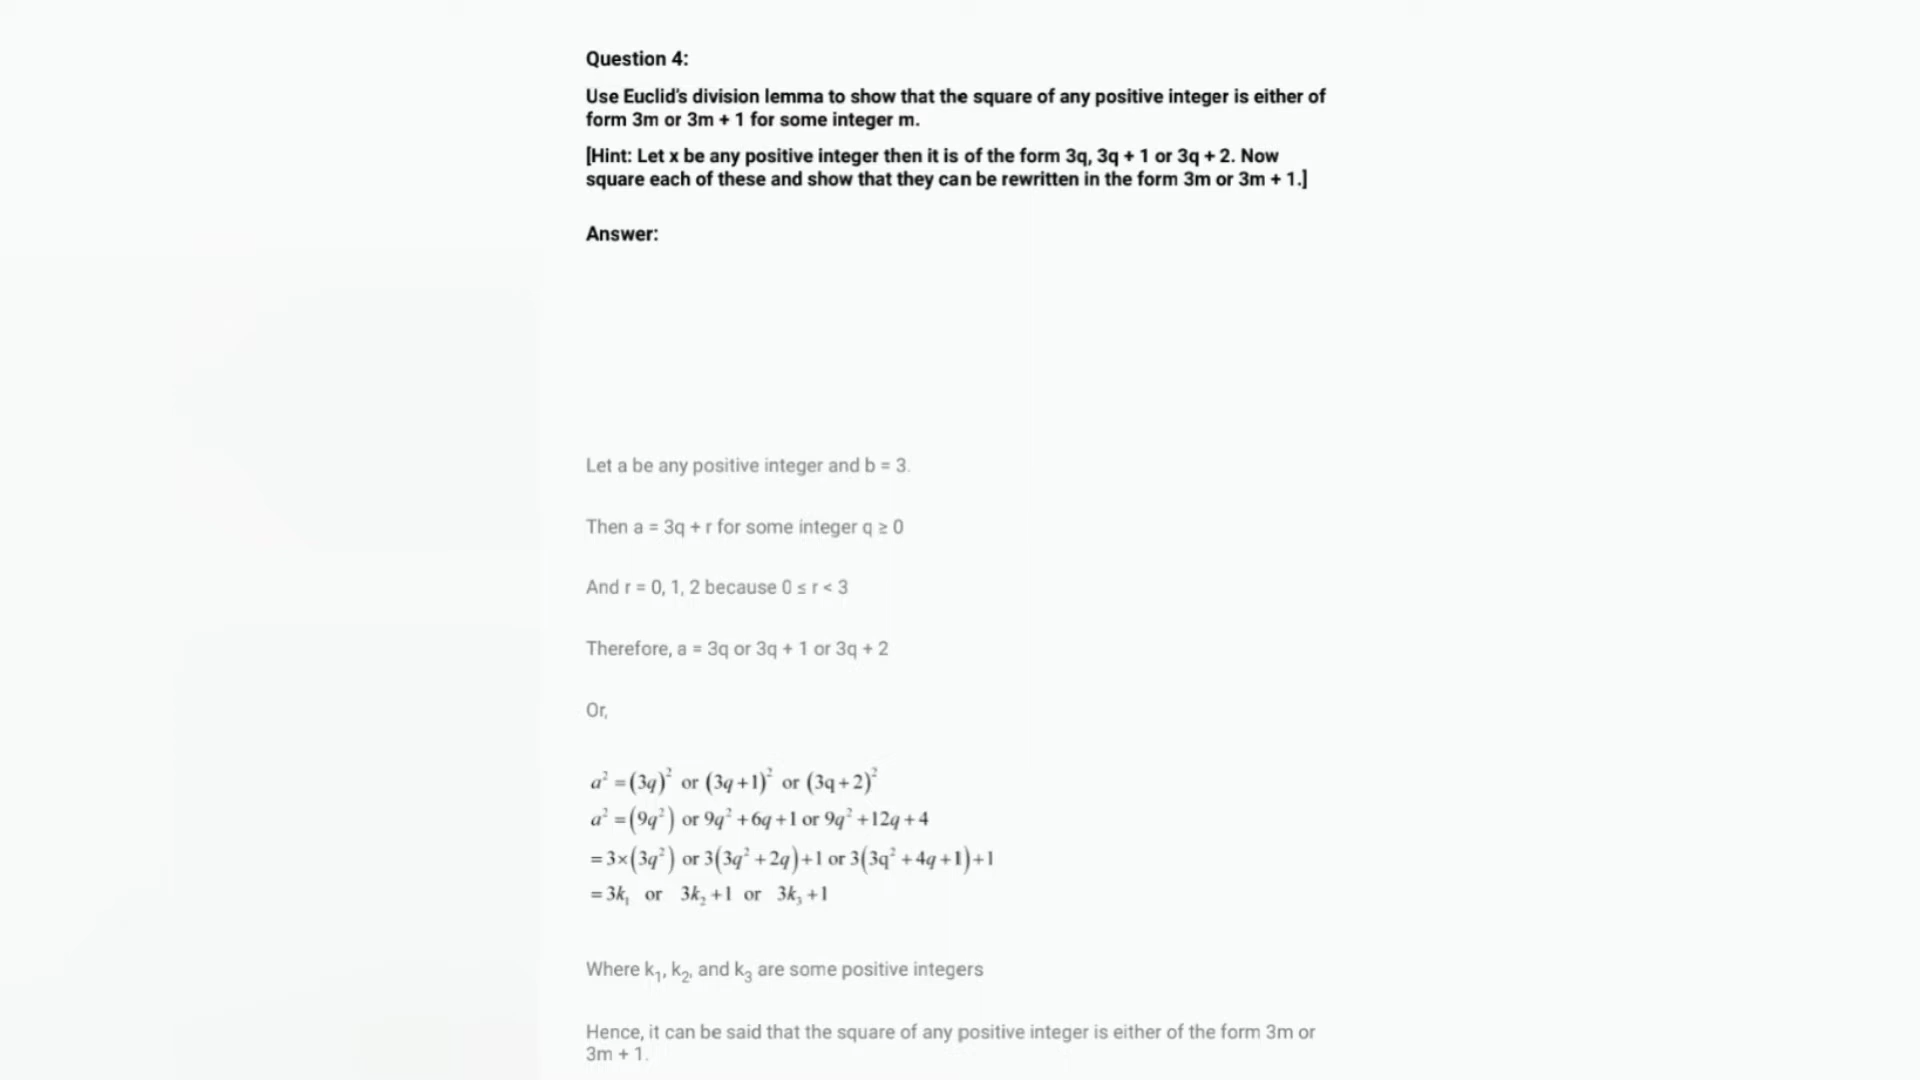 Question 4:
Use Euclid's division lemma to show that the square of any positive integer is either of
form 3m or 3m + 1 for some integer m.
[Hint: Let x be any positive integer then it is of the form 3q, 3q + 1 or 3q + 2. Now
square each of these and show that they can be rewritten in the form 3m or 3m + 1.]
Answer:
Let a be any positive integer and b = 3.
Then a = 3q + r for some integer q ≥ 0
And r = 0, 1, 2 because 0 ≤ r < 3
Therefore, a = 3q or 3q + 1 or 3q + 2
Or,
a² = (3q)² or (3q+1)² or (3q+2)²
a² = (9q²) or 9q² + 6q + 1 or 9q² + 12q + 4
= 3×(3q²) or 3(3q² + 2q) + 1 or 3(3q² + 4q + 1) + 1
= 3k₁ or 3k₂ + 1 or 3k₃ + 1
Where k₁, k₂, and k₃ are some positive integers
Hence, it can be said that the square of any positive integer is either of the form 3m or
3m + 1.